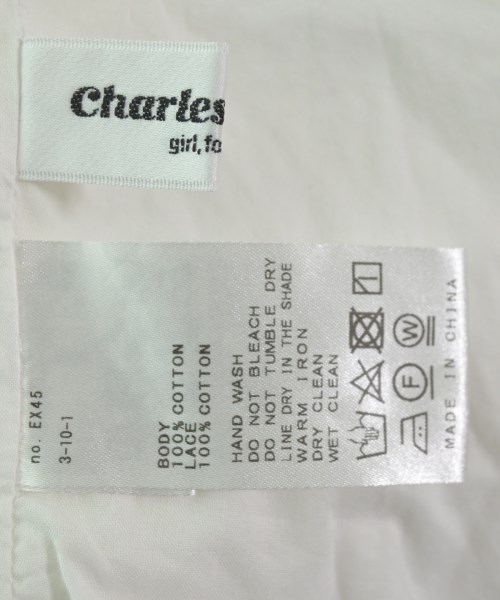 Charles
girl, fo
no. EX45
3-10-1
BODY
100% COTTON
LACE
100% COTTON
HAND WASH
DO NOT BLEACH
DO NOT TUMBLE DRY
LINE DRY IN THE SHADE
WARM IRON
DRY CLEAN
WET CLEAN
F W
MADE IN CHINA